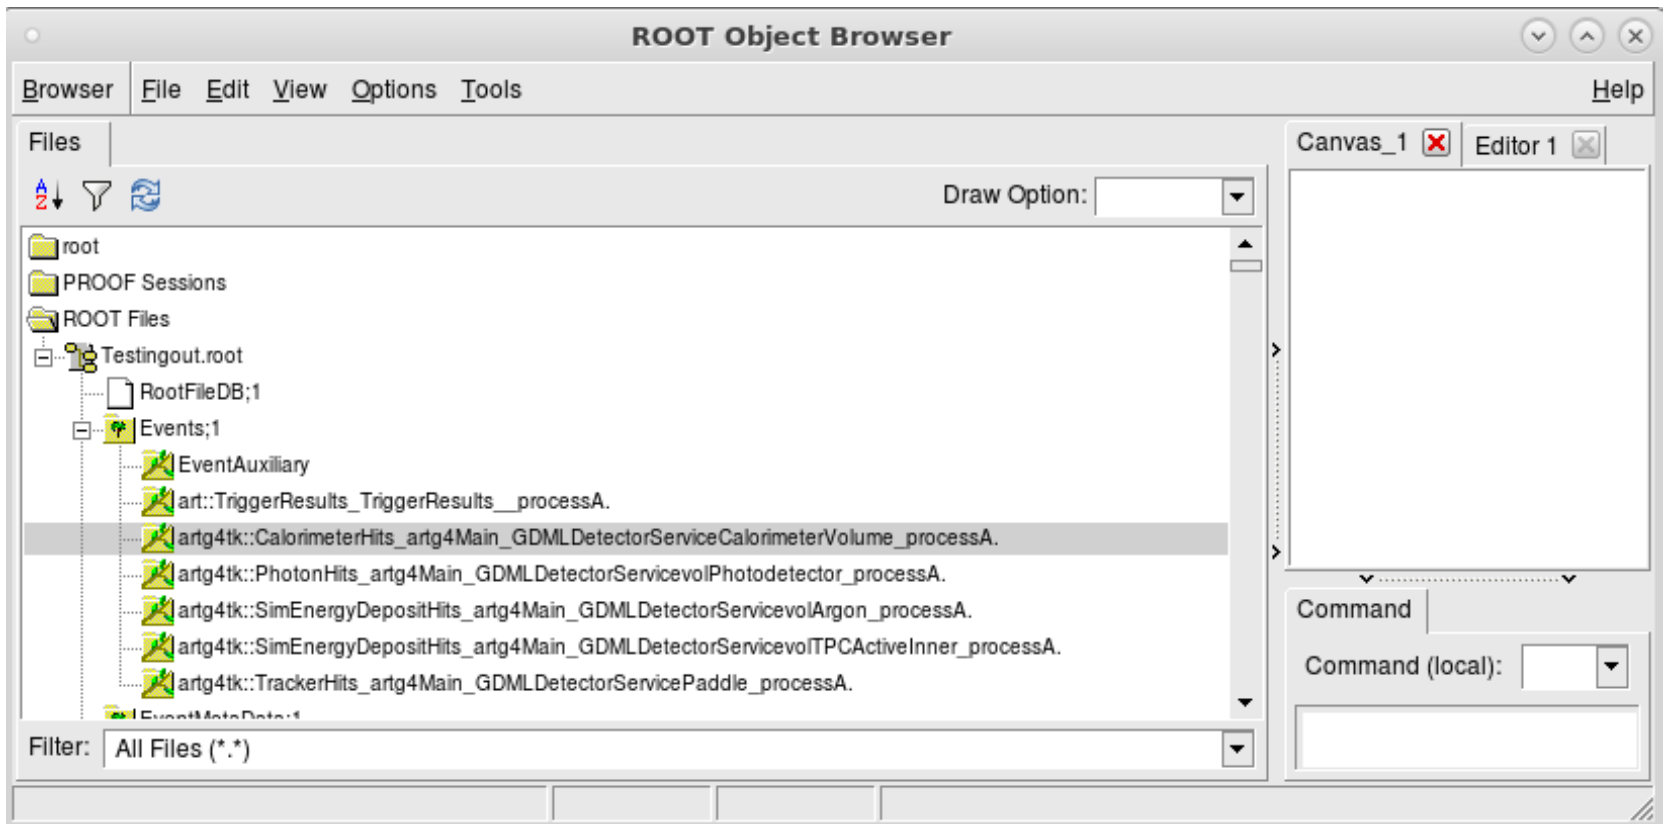 ROOT Object Browser
Browser File Edit View Options Tools Help
Files
Canvas_1 Editor 1
A
Z
Draw Option:
root
PROOF Sessions
ROOT Files
Testingout.root
RootFileDB;1
Events;1
EventAuxiliary
art::TriggerResults_TriggerResults__processA.
artg4tk::CalorimeterHits_artg4Main_GDMLDetectorServiceCalorimeterVolume_processA.
artg4tk::PhotonHits_artg4Main_GDMLDetectorServicevolPhotodetector_processA.
artg4tk::SimEnergyDepositHits_artg4Main_GDMLDetectorServicevolArgon_processA.
artg4tk::SimEnergyDepositHits_artg4Main_GDMLDetectorServicevolTPCActiveInner_processA.
artg4tk::TrackerHits_artg4Main_GDMLDetectorServicePaddle_processA.
EventMetaData;1
Command
Command (local):
Filter: All Files (*.*)